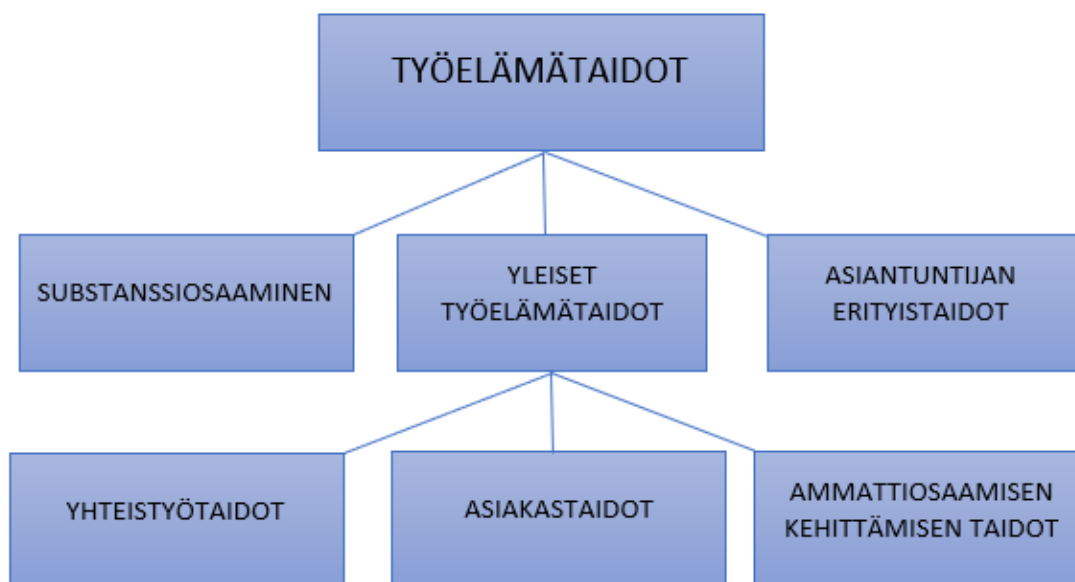 TYÖELÄMÄTAIDOT
SUBSTANSSIOSAAMINEN
YLEISET
TYÖELÄMÄTAIDOT
ASIANTUNTIJAN
ERITYISTAIDOT
YHTEISTYÖTAIDOT
ASIAKASTAIDOT
AMMATTIOSAAMISEN
KEHITTÄMISEN TAIDOT